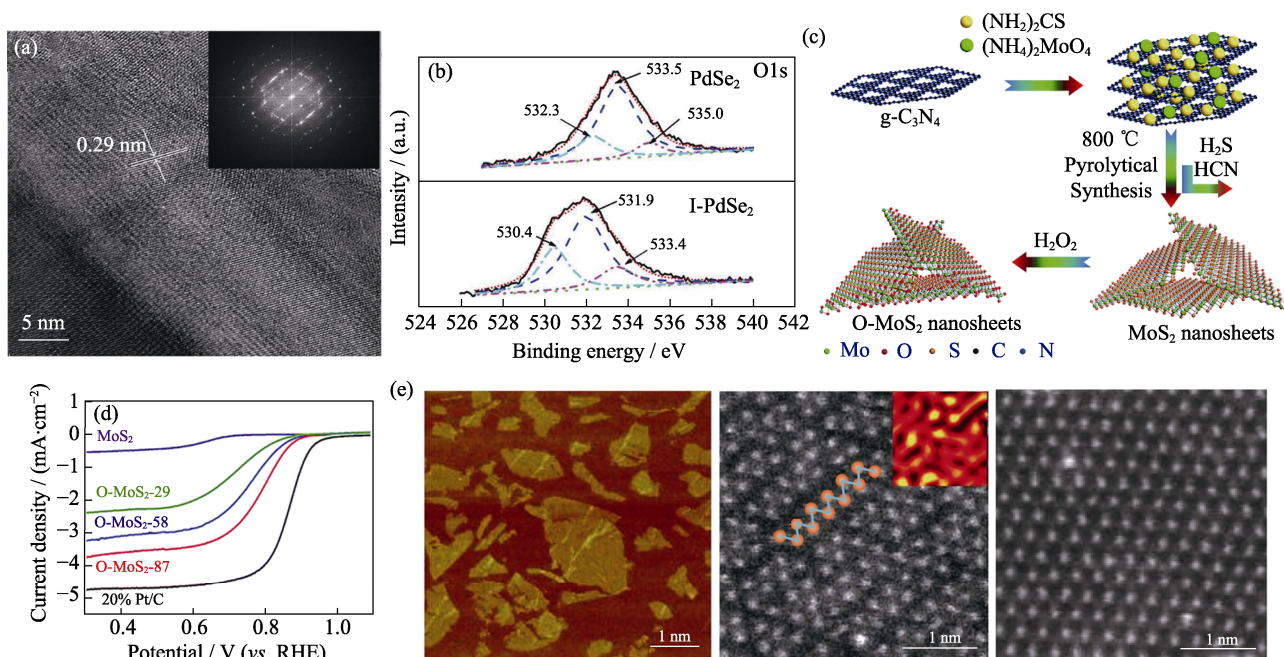 (a)
0.29 nm
5 nm
(b)
O1s
PdSe2
533.5
532.3
535.0
I-PdSe2
531.9
530.4
533.4
Intensity / (a.u.)
524 526 528 530 532 534 536 538 540 542
Binding energy / eV
(c)
(NH2)2CS
(NH4)2MoO4
g-C3N4
800 ℃
Pyrolytical
Synthesis
H2S
HCN
H2O2
O-MoS2 nanosheets
MoS2 nanosheets
Mo O S C N
(d)
Current density / (mA·cm−2)
1
0
−1
−2
−3
−4
−5
MoS2
O-MoS2-29
O-MoS2-58
O-MoS2-87
20% Pt/C
0.4 0.6 0.8 1.0
Potential / V (vs. RHE)
(e)
1 nm
1 nm
1 nm